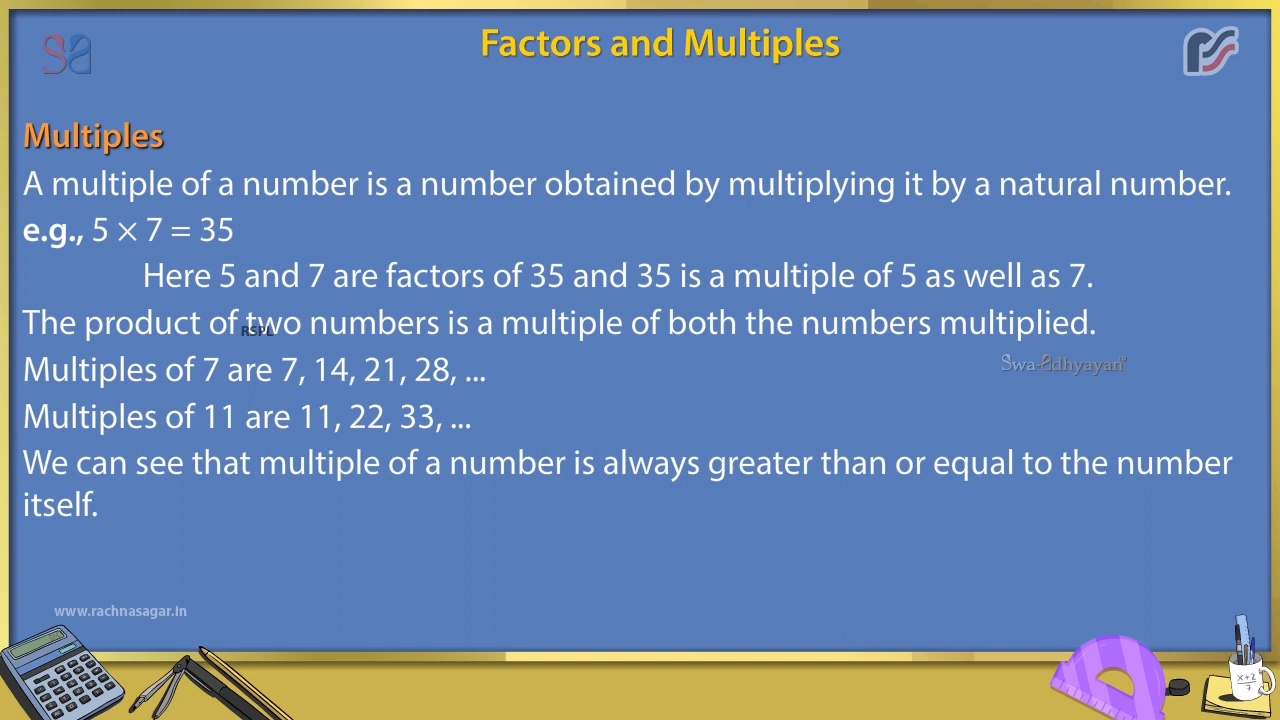 Factors and Multiples
sa
rs
Multiples
A multiple of a number is a number obtained by multiplying it by a natural number.
e.g., 5 × 7 = 35
Here 5 and 7 are factors of 35 and 35 is a multiple of 5 as well as 7.
The product of two numbers is a multiple of both the numbers multiplied.
RSPL
Swa-adhyayan
Multiples of 7 are 7, 14, 21, 28, ...
Multiples of 11 are 11, 22, 33, ...
We can see that multiple of a number is always greater than or equal to the number
itself.
www.rachnasagar.in
x+2
7